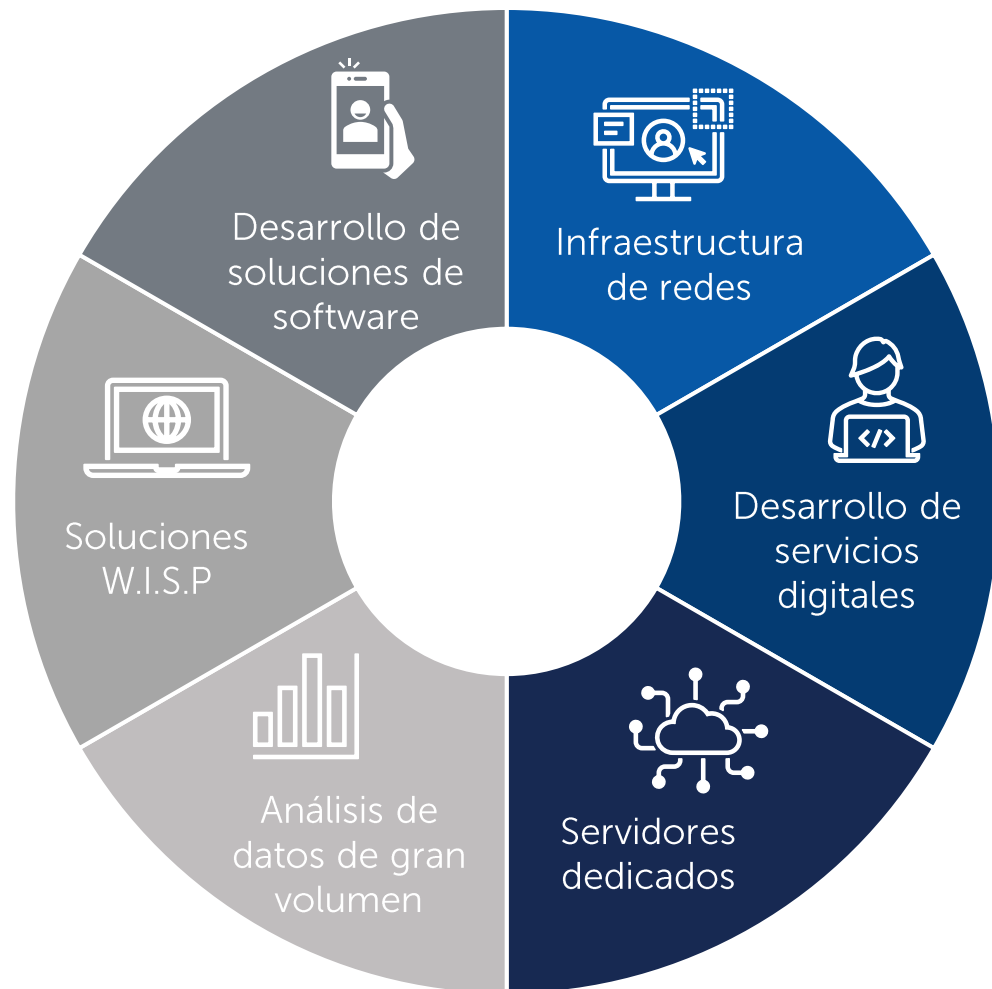 Desarrollo de
soluciones de
software
Infraestructura
de redes
Desarrollo de
servicios
digitales
Servidores
dedicados
Análisis de
datos de gran
volumen
Soluciones
W.I.S.P